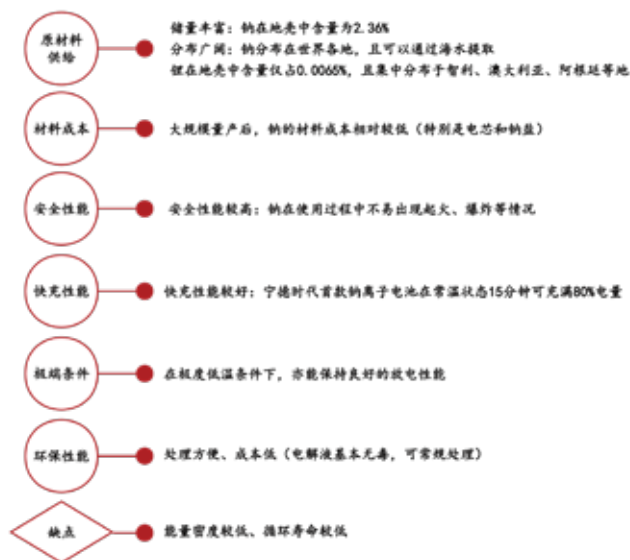 原材料
供给
储量丰富：钠在地壳中含量为2.36%
分布广阔：钠分布在世界各地，且可以通过海水提取
锂在地壳中含量仅占0.0065%，且集中分布于智利、澳大利亚、阿根廷等地
材料成本
大规模量产后，钠的材料成本相对较低（特别是电芯和钠盐）
安全性能
安全性能较高：钠在使用过程中不易出现起火、爆炸等情况
快充性能
快充性能较好：宁德时代首款钠离子电池在常温状态15分钟可充满80%电量
极端条件
在极度低温条件下，亦能保持良好的放电性能
环保性能
处理方便、成本低（电解液基本无毒，可常规处理）
缺点
能量密度较低、循环寿命较低